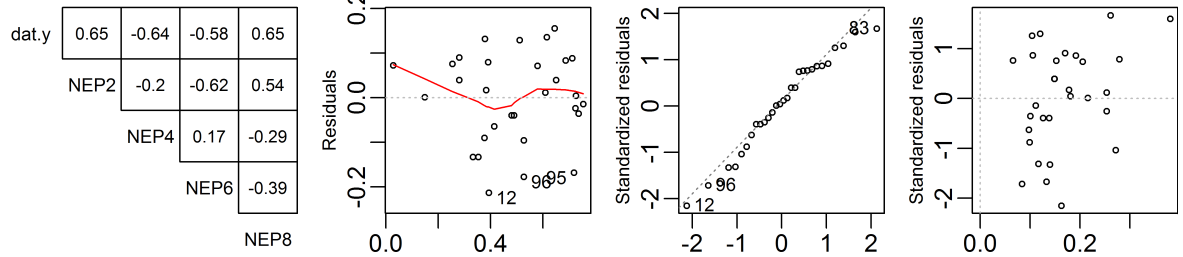 dat.y 0.65 -0.64 -0.58 0.65
NEP2 -0.2 -0.62 0.54
NEP4 0.17 -0.29
NEP6 -0.39
NEP8
Residuals
0.2
0.0
-0.2
12
96
95
0.0 0.4
Standardized residuals
2
1
0
-1
-2
83
96
12
-2 -1 0 1 2
Standardized residuals
1
0
-1
-2
0.0 0.2